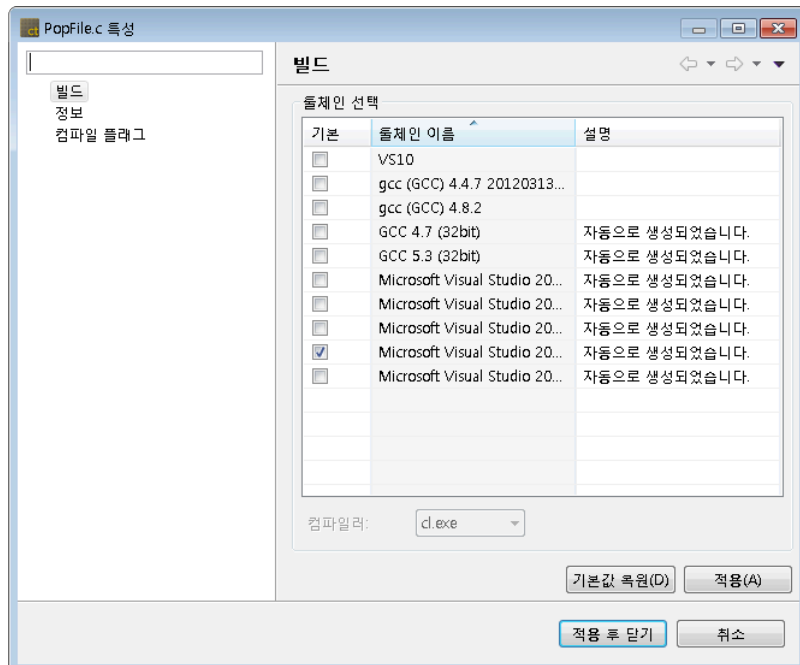 ct PopFile.c 특성
빌드
정보
컴파일 플래그
빌드
툴체인 선택
기본 툴체인 이름 설명
VS10
gcc (GCC) 4.4.7 20120313...
gcc (GCC) 4.8.2
GCC 4.7 (32bit) 자동으로 생성되었습니다.
GCC 5.3 (32bit) 자동으로 생성되었습니다.
Microsoft Visual Studio 20... 자동으로 생성되었습니다.
Microsoft Visual Studio 20... 자동으로 생성되었습니다.
Microsoft Visual Studio 20... 자동으로 생성되었습니다.
Microsoft Visual Studio 20... 자동으로 생성되었습니다.
Microsoft Visual Studio 20... 자동으로 생성되었습니다.
컴파일러: cl.exe
기본값 복원(D) 적용(A)
적용 후 닫기 취소